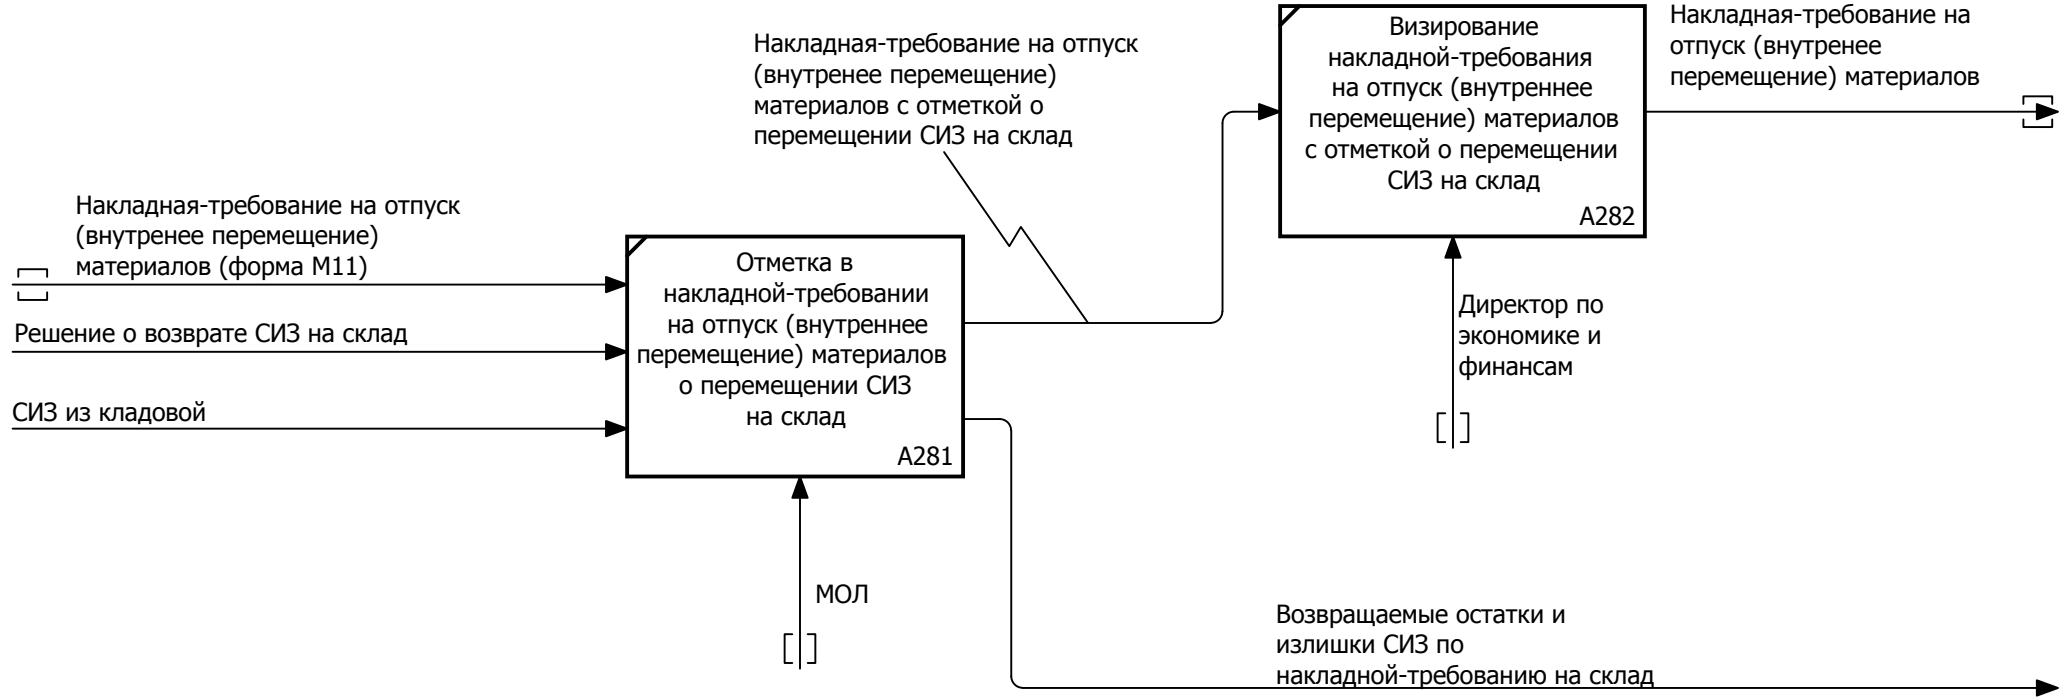 Накладная-требование на отпуск
(внутренее перемещение)
материалов (форма М11)
Решение о возврате СИЗ на склад
СИЗ из кладовой
Отметка в
накладной-требовании
на отпуск (внутреннее
перемещение) материалов
о перемещении СИЗ
на склад
A281
МОЛ
Накладная-требование на отпуск
(внутренее перемещение)
материалов с отметкой о
перемещении СИЗ на склад
Визирование
накладной-требования
на отпуск (внутреннее
перемещение) материалов
с отметкой о перемещении
СИЗ на склад
A282
Директор по
экономике и
финансам
Накладная-требование на
отпуск (внутренее
перемещение) материалов
Возвращаемые остатки и
излишки СИЗ по
накладной-требованию на склад